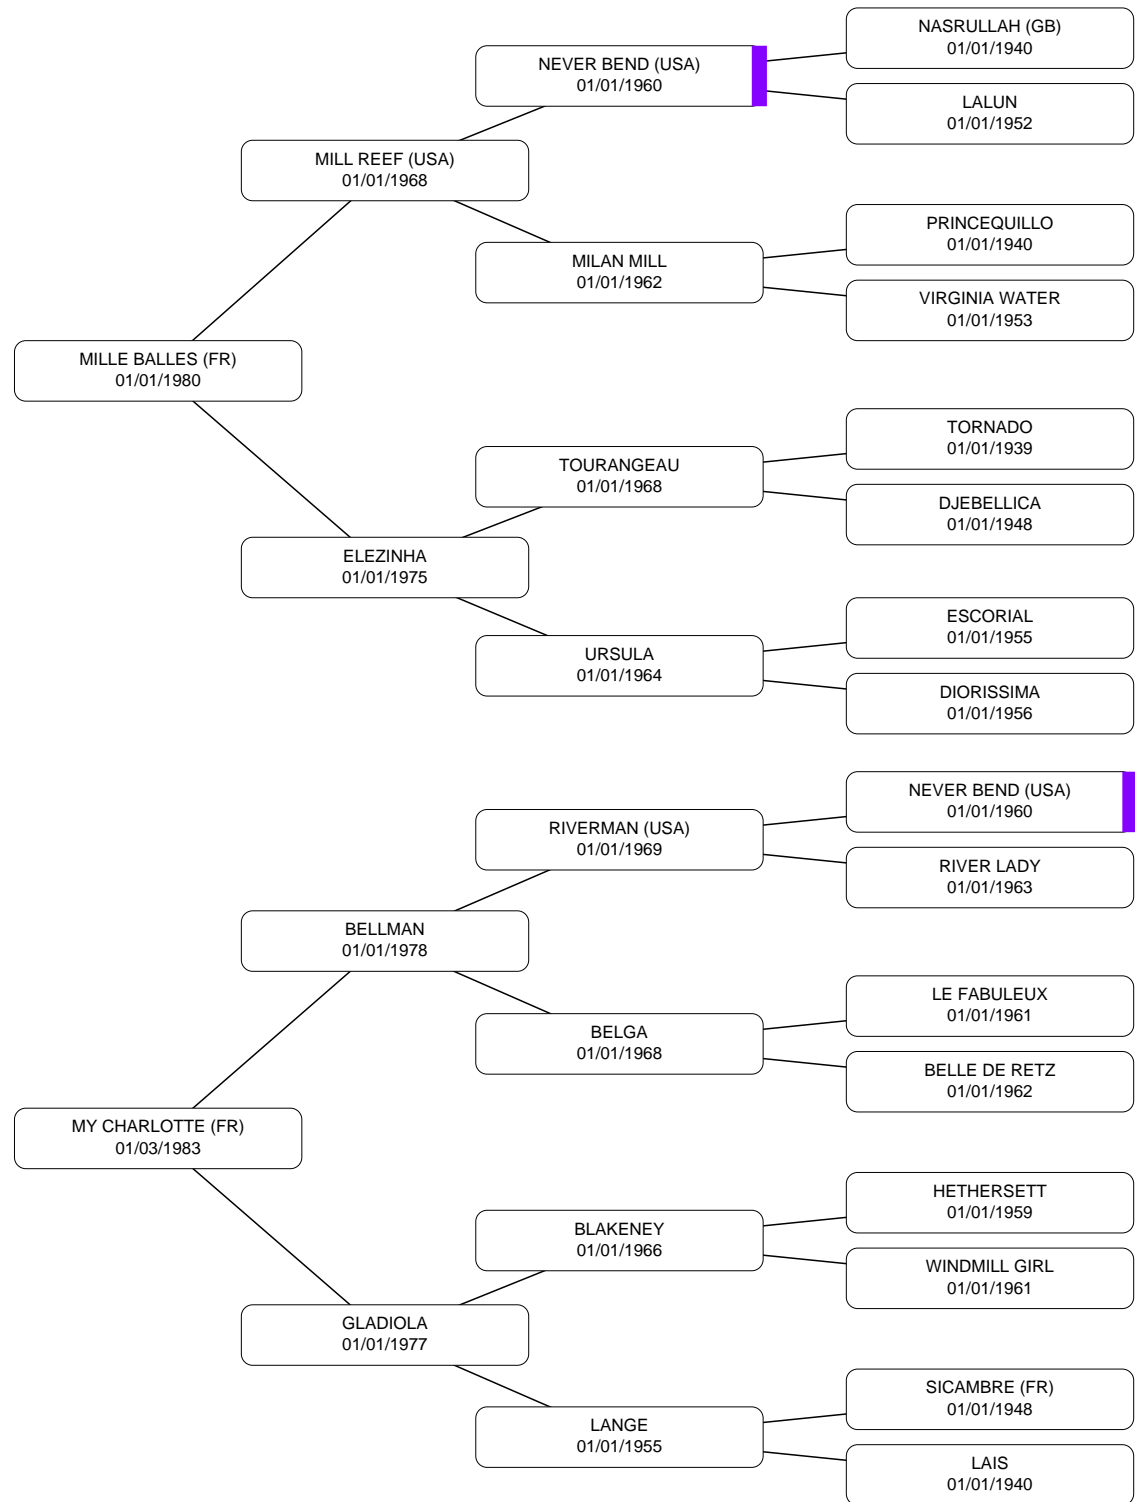 NASRULLAH (GB)
01/01/1940
NEVER BEND (USA)
01/01/1960
LALUN
01/01/1952
MILL REEF (USA)
01/01/1968
PRINCEQUILLO
01/01/1940
MILAN MILL
01/01/1962
VIRGINIA WATER
01/01/1953
MILLE BALLES (FR)
01/01/1980
TORNADO
01/01/1939
TOURANGEAU
01/01/1968
DJEBELLICA
01/01/1948
ELEZINHA
01/01/1975
ESCORIAL
01/01/1955
URSULA
01/01/1964
DIORISSIMA
01/01/1956
NEVER BEND (USA)
01/01/1960
RIVERMAN (USA)
01/01/1969
RIVER LADY
01/01/1963
BELLMAN
01/01/1978
LE FABULEUX
01/01/1961
BELGA
01/01/1968
BELLE DE RETZ
01/01/1962
MY CHARLOTTE (FR)
01/03/1983
HETHERSETT
01/01/1959
BLAKENEY
01/01/1966
WINDMILL GIRL
01/01/1961
GLADIOLA
01/01/1977
SICAMBRE (FR)
01/01/1948
LANGE
01/01/1955
LAIS
01/01/1940